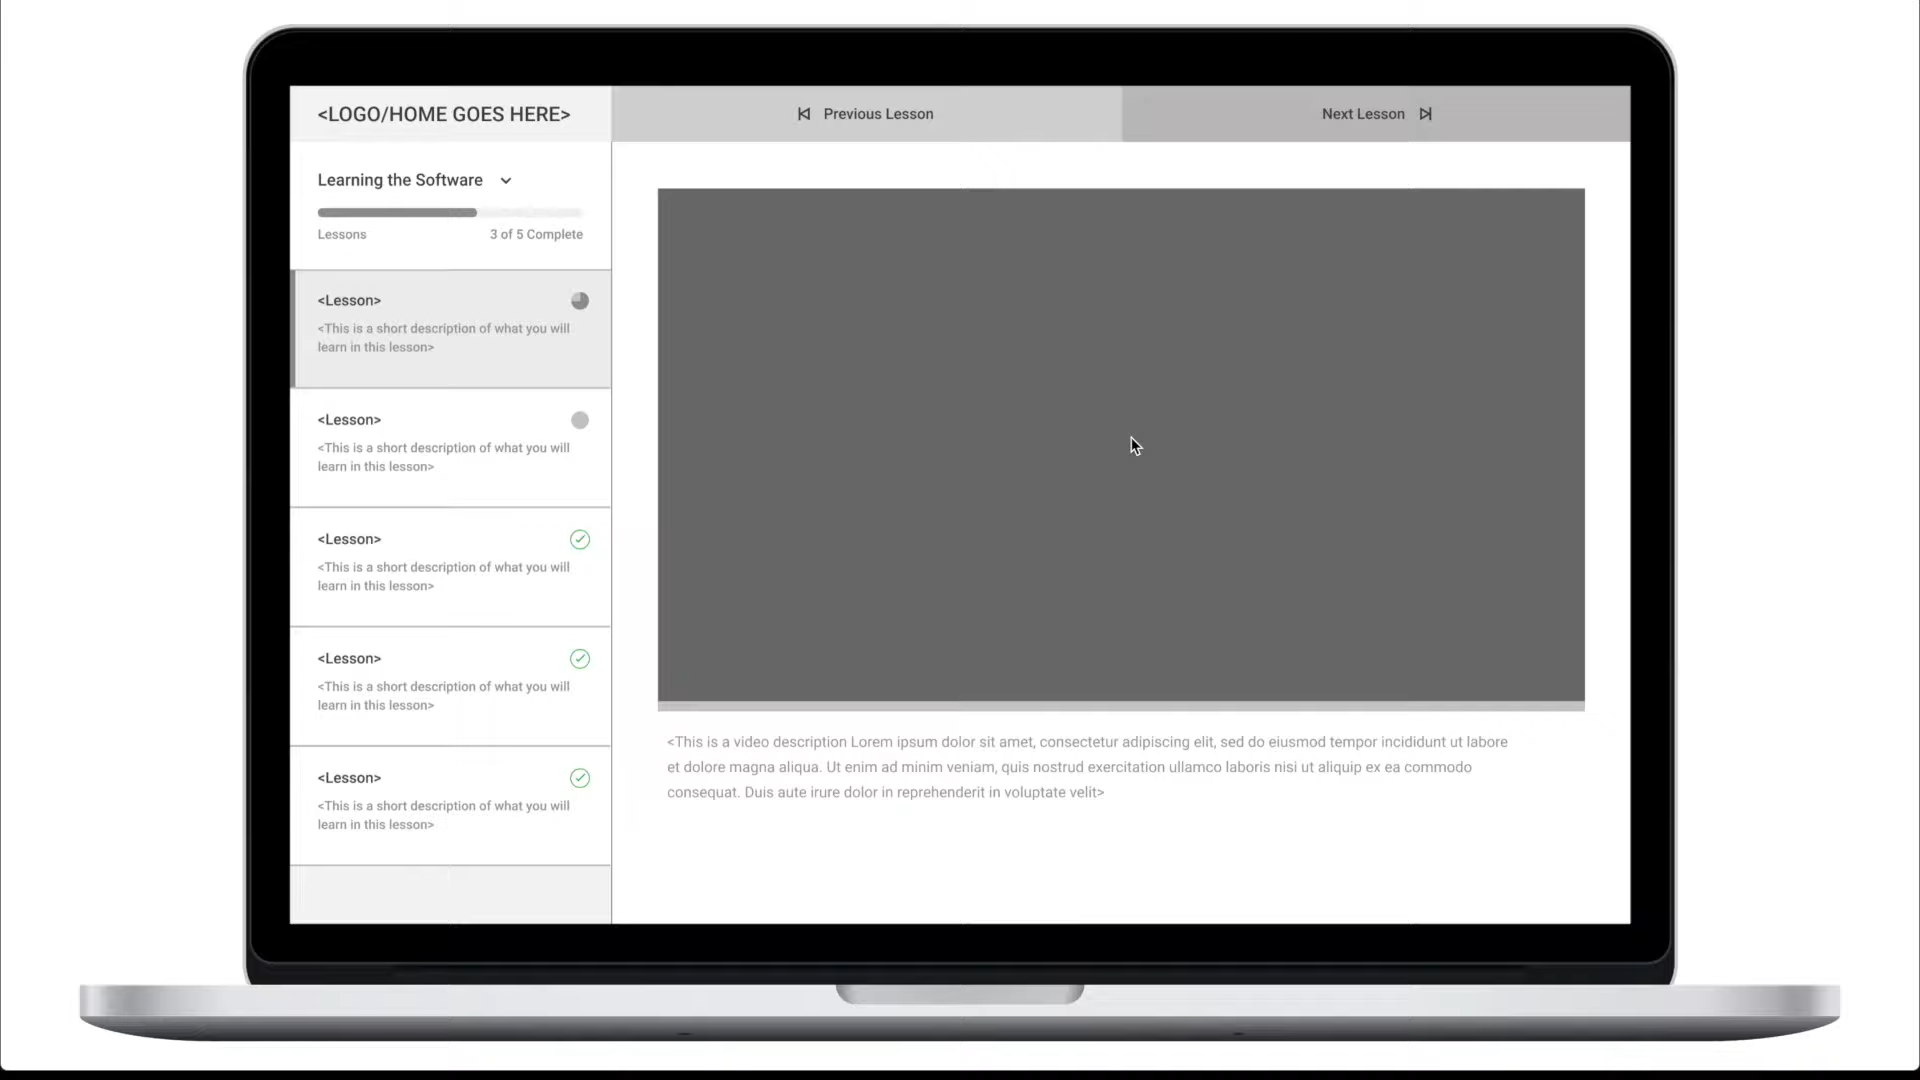 <LOGO/HOME GOES HERE>
Previous Lesson
Next Lesson
Learning the Software
Lessons
3 of 5 Complete
<Lesson>
<This is a short description of what you will
learn in this lesson>
<Lesson>
<This is a short description of what you will
learn in this lesson>
<Lesson>
<This is a short description of what you will
learn in this lesson>
<Lesson>
<This is a short description of what you will
learn in this lesson>
<Lesson>
<This is a short description of what you will
learn in this lesson>
<This is a video description Lorem ipsum dolor sit amet, consectetur adipiscing elit, sed do eiusmod tempor incididunt ut labore
et dolore magna aliqua. Ut enim ad minim veniam, quis nostrud exercitation ullamco laboris nisi ut aliquip ex ea commodo
consequat. Duis aute irure dolor in reprehenderit in voluptate velit>